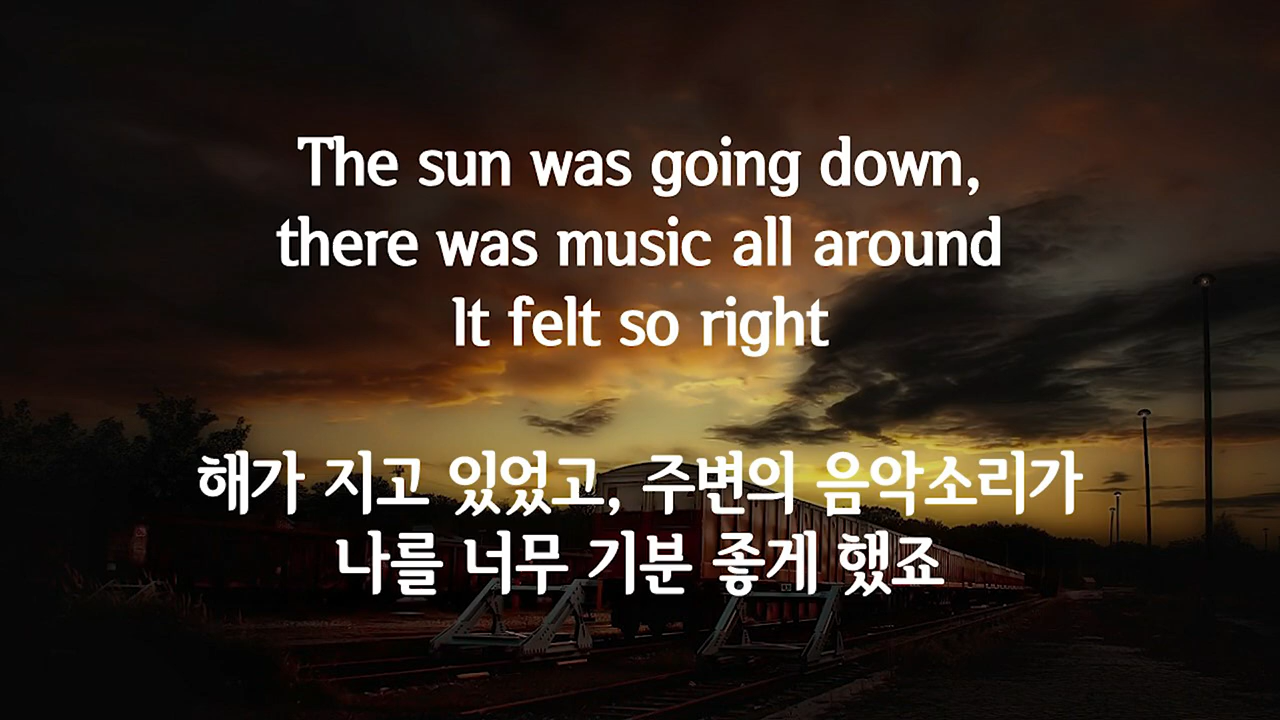 The sun was going down,
there was music all around
It felt so right
해가 지고 있었고, 주변의 음악소리가
나를 너무 기분 좋게 했죠